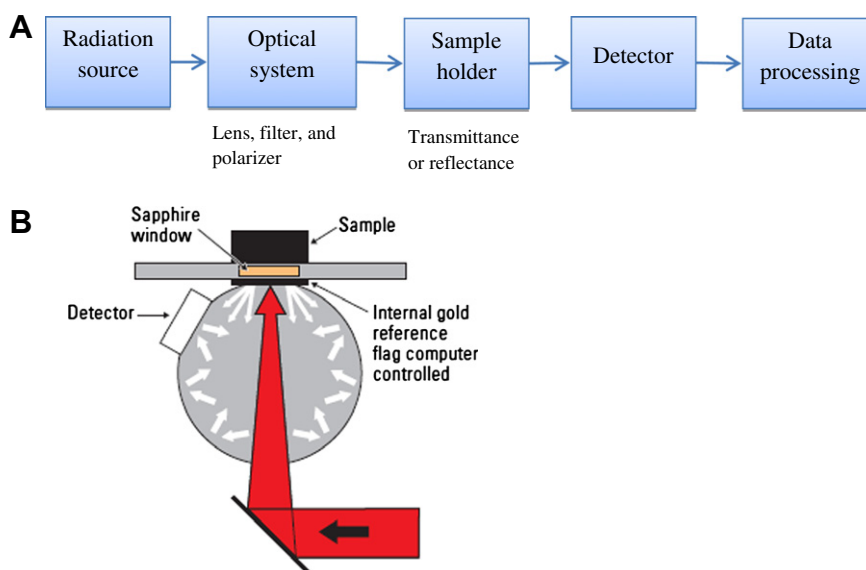 A
Radiation
source
Optical
system
Sample
holder
Detector
Data
processing
Lens, filter, and
polarizer
Transmittance
or reflectance
B
Sapphire
window
Sample
Detector
Internal gold
reference
flag computer
controlled